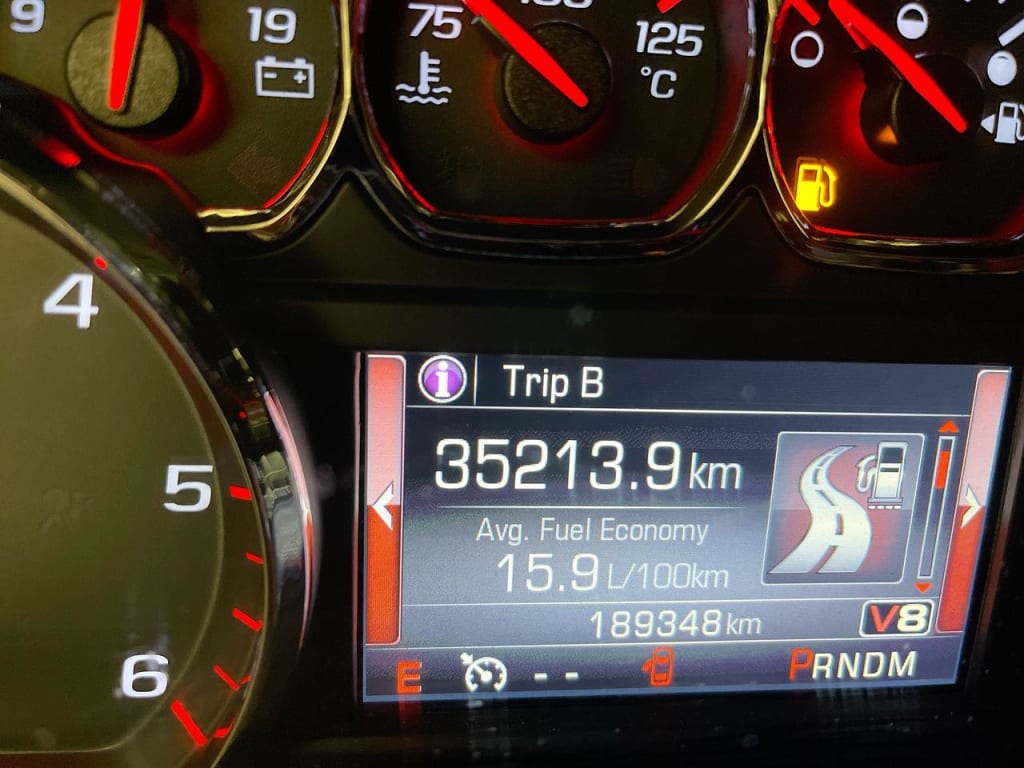 19
75
125
°C
4
5
6
Trip B
35213.9 km
Avg. Fuel Economy
15.9 L/100km
189348 km
V8
E
- -
PRNDM